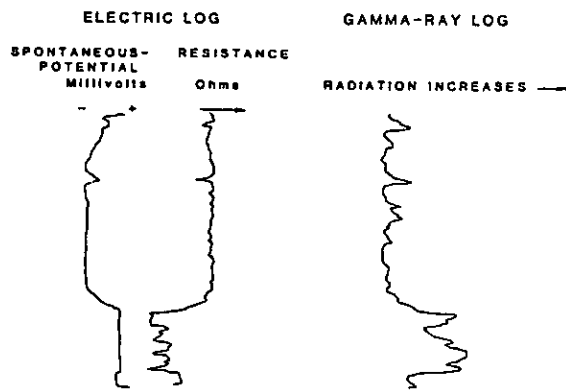 ELECTRIC LOG
GAMMA-RAY LOG
SPONTANEOUS-
POTENTIAL
Millivolts
RESISTANCE
Ohms
RADIATION INCREASES
- +